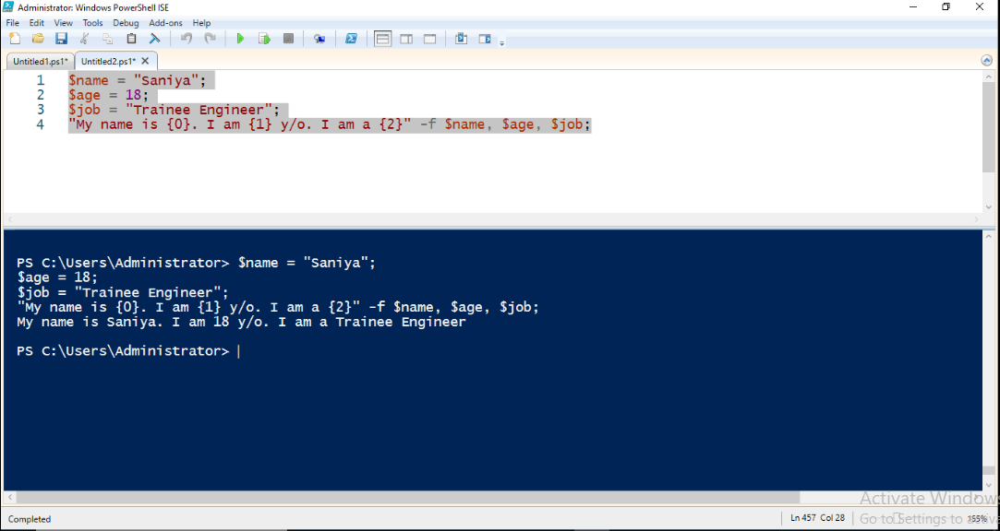 Administrator: Windows PowerShell ISE
File Edit View Tools Debug Add-ons Help
Untitled1.ps1* Untitled2.ps1* X
1 $name = "Saniya";
2 $age = 18;
3 $job = "Trainee Engineer";
4 "My name is {0}. I am {1} y/o. I am a {2}" -f $name, $age, $job;
PS C:\Users\Administrator> $name = "Saniya";
$age = 18;
$job = "Trainee Engineer";
"My name is {0}. I am {1} y/o. I am a {2}" -f $name, $age, $job;
My name is Saniya. I am 18 y/o. I am a Trainee Engineer
PS C:\Users\Administrator>
Activate Windows
Completed
Ln 457 Col 28
Go to Settings to
155%